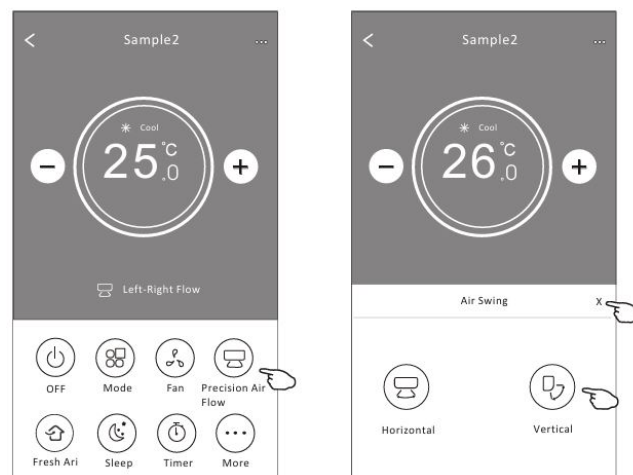 Sample2
...
Cool
25.0 °C
Left-Right Flow
OFF
Mode
Fan
Precision Air
Flow
Fresh Ari
Sleep
Timer
More
Sample2
...
Cool
26.0 °C
Air Swing
X
Horizontal
Vertical